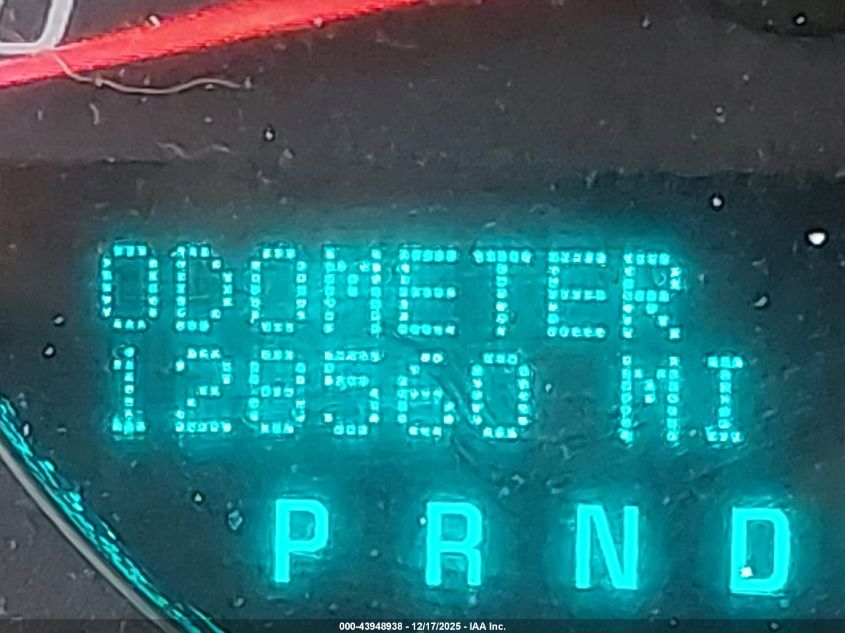 ODOMETER
128560 MI
P R N D
000-43948938 - 12/17/2025 - IAA Inc.